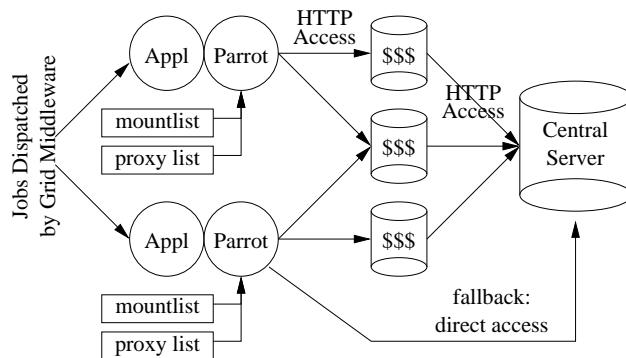 HTTP
Access
Appl
Parrot
$$$
mountlist
proxy list
HTTP
Access
$$$
Central
Server
Jobs Dispatched
by Grid Middleware
Appl
Parrot
$$$
mountlist
proxy list
fallback:
direct access